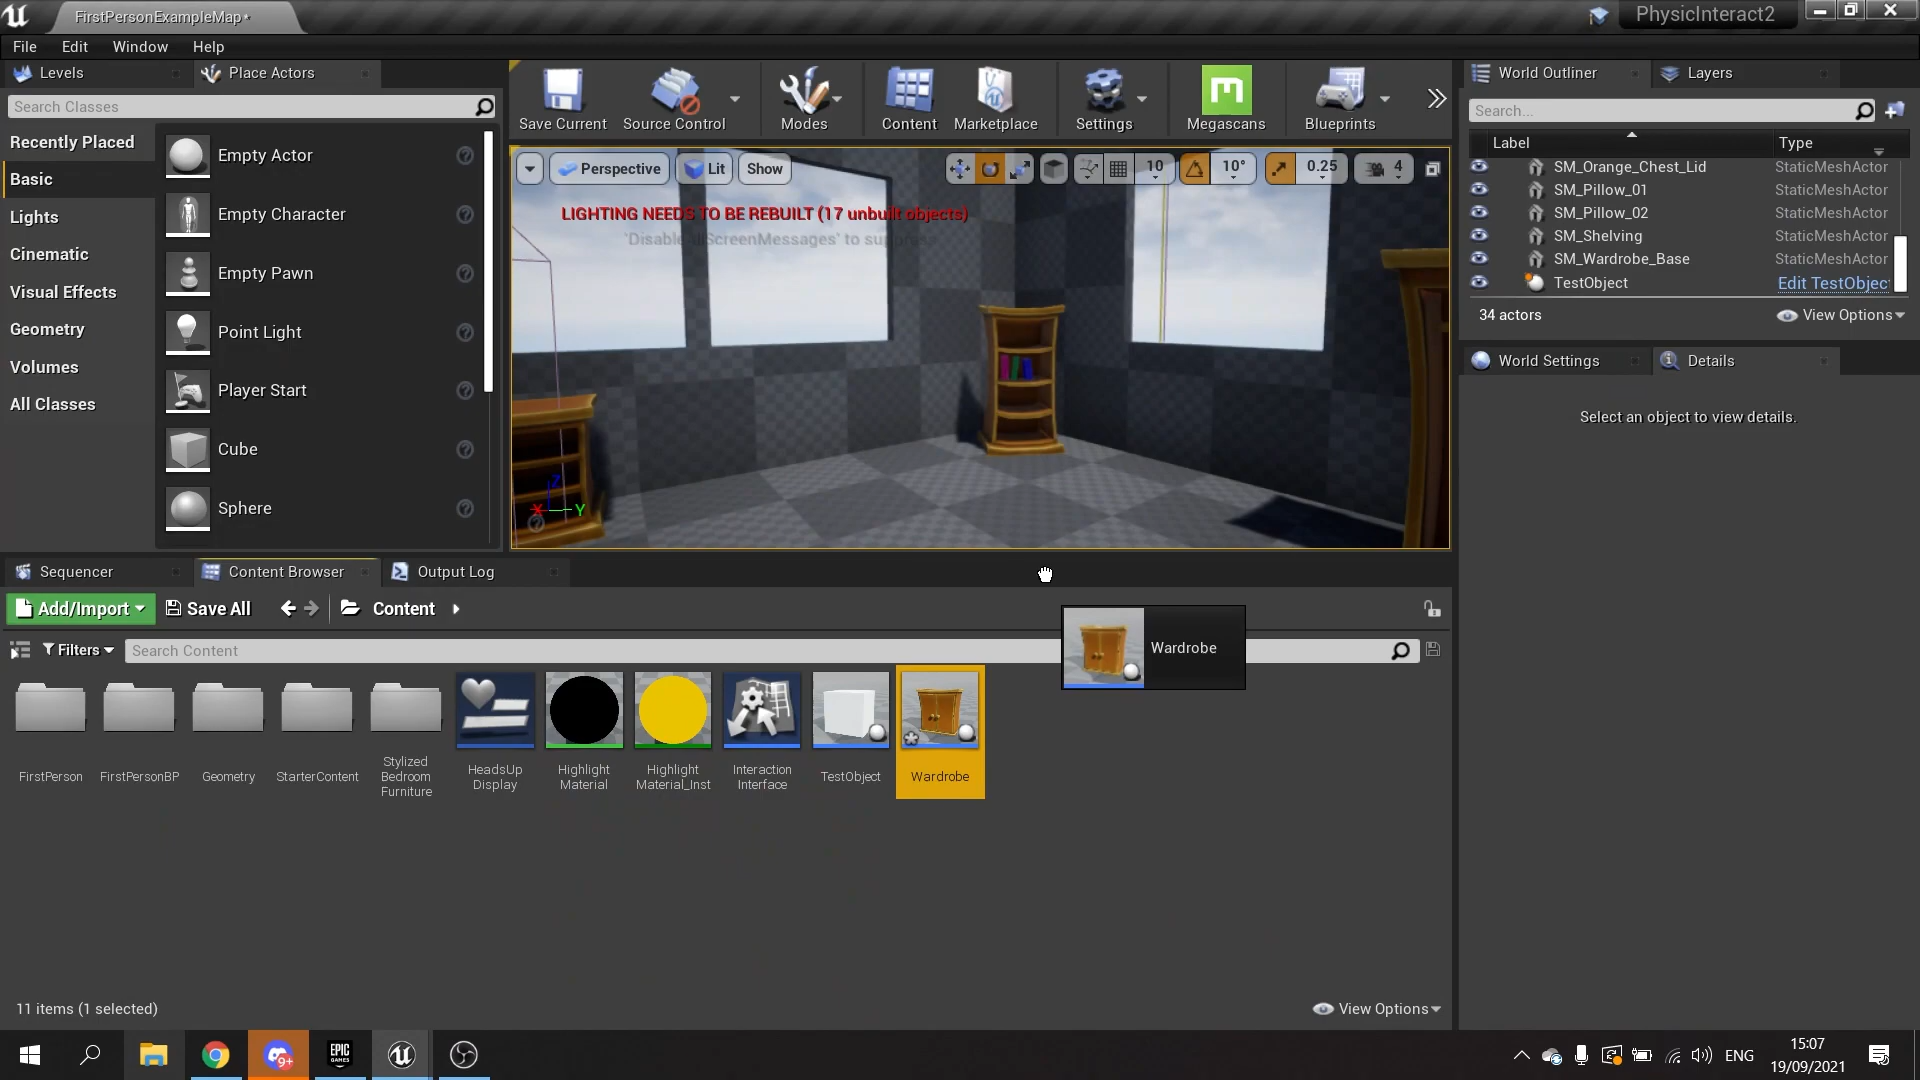 FirstPersonExampleMap*
PhysicInteract2
File Edit Window Help
Levels
Place Actors
World Outliner
Layers
Search Classes
Recently Placed
Basic
Lights
Cinematic
Visual Effects
Geometry
Volumes
All Classes
Empty Actor
Empty Character
Empty Pawn
Point Light
Player Start
Cube
Sphere
Save Current
Source Control
Modes
Content
Marketplace
Settings
Megascans
Blueprints
Perspective
Lit
Show
10
10°
0.25
4
LIGHTING NEEDS TO BE REBUILT (17 unbuilt objects)
Z
X
Y
Search...
Label
Type
SM_Orange_Chest_Lid StaticMeshActor
SM_Pillow_01 StaticMeshActor
SM_Pillow_02 StaticMeshActor
SM_Shelving StaticMeshActor
SM_Wardrobe_Base StaticMeshActor
TestObject Edit TestObjec
34 actors
View Options
World Settings
Details
Select an object to view details.
Sequencer
Content Browser
Output Log
Add/Import
Save All
Content
Filters
Search Content
Wardrobe
FirstPerson
FirstPersonBP
Geometry
StarterContent
Stylized
Bedroom
Furniture
HeadsUp
Display
Highlight
Material
Highlight
Material_Inst
Interaction
Interface
TestObject
Wardrobe
11 items (1 selected)
View Options
EPIC
GAMES
9+
ENG
15:07
19/09/2021